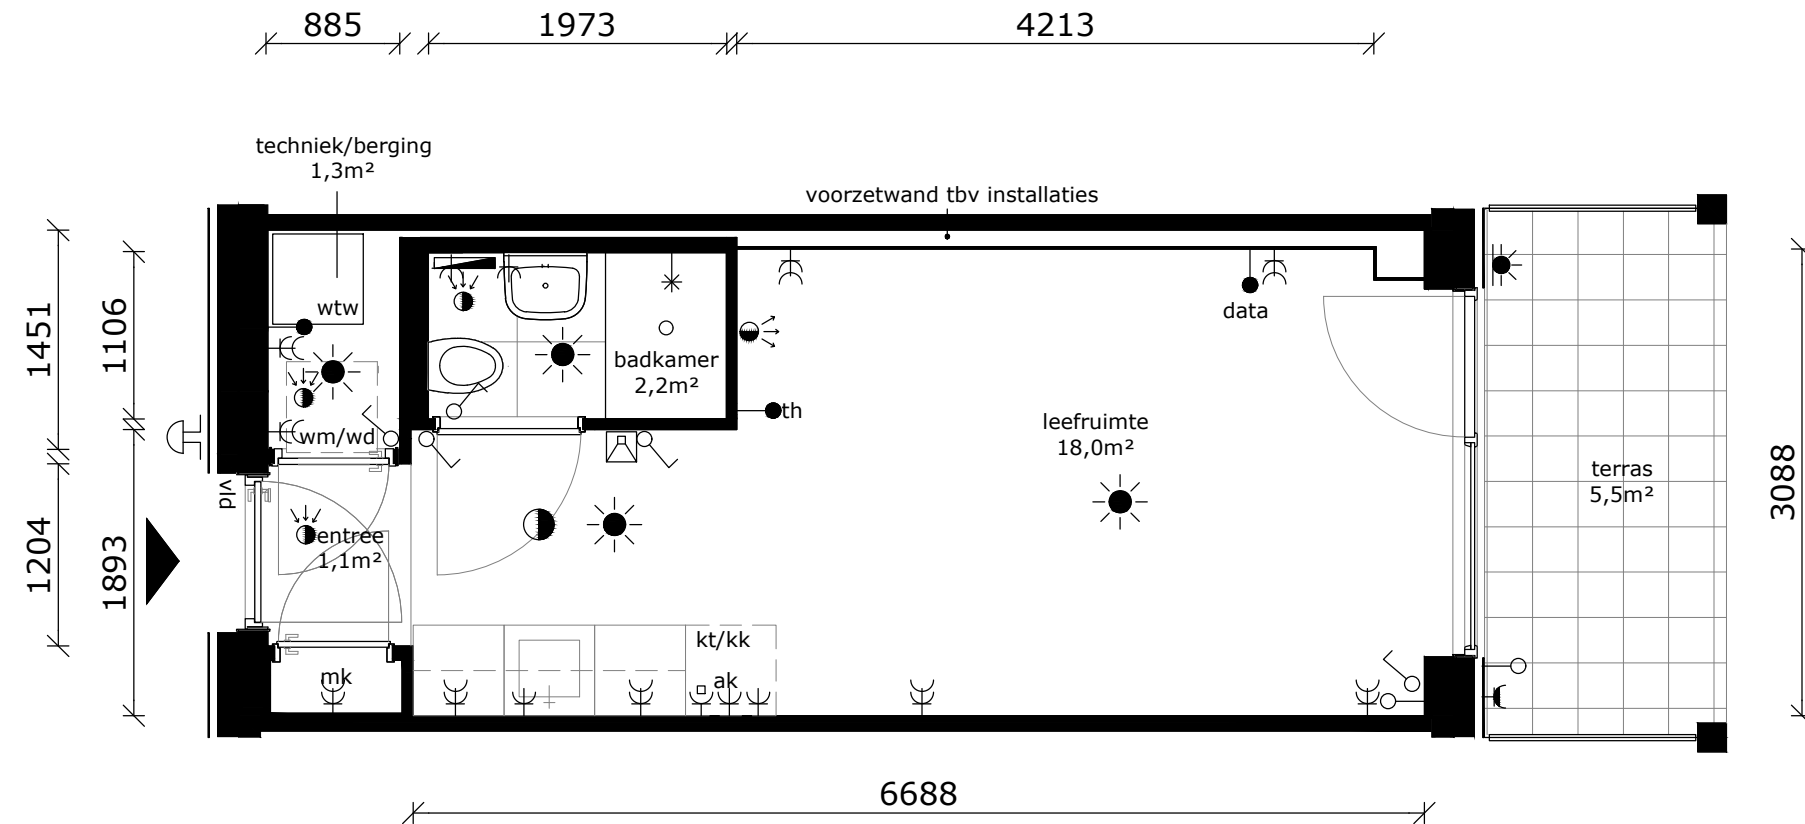 885
1973
4213
techniek/berging
1,3m²
voorzetwand tbv installaties
1451
1106
wtw
badkamer
2,2m²
data
th
wm/wd
leefruimte
18,0m²
vld
entree
1,1m²
terras
5,5m²
3088
1204
1893
kt/kk
mk
ak
6688